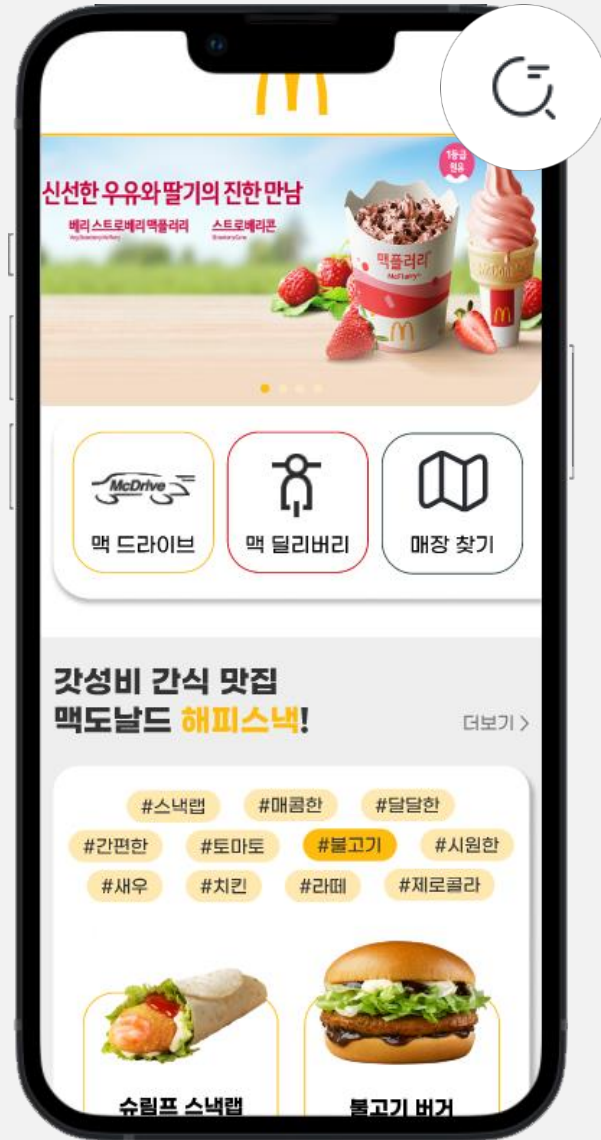 1등급
원유
신선한 우유와 딸기의 진한 만남
베리 스트로베리 맥플러리 스트로베리콘
맥플러리
McFlurry
McDrive
맥 드라이브 맥 딜리버리 매장 찾기
갓성비 간식 맛집
맥도날드 해피스낵!
더보기 >
#스낵랩 #매콤한 #달달한
#간편한 #토마토 #불고기 #시원한
#새우 #치킨 #라떼 #제로콜라
슈림프 스낵랩 불고기 버거